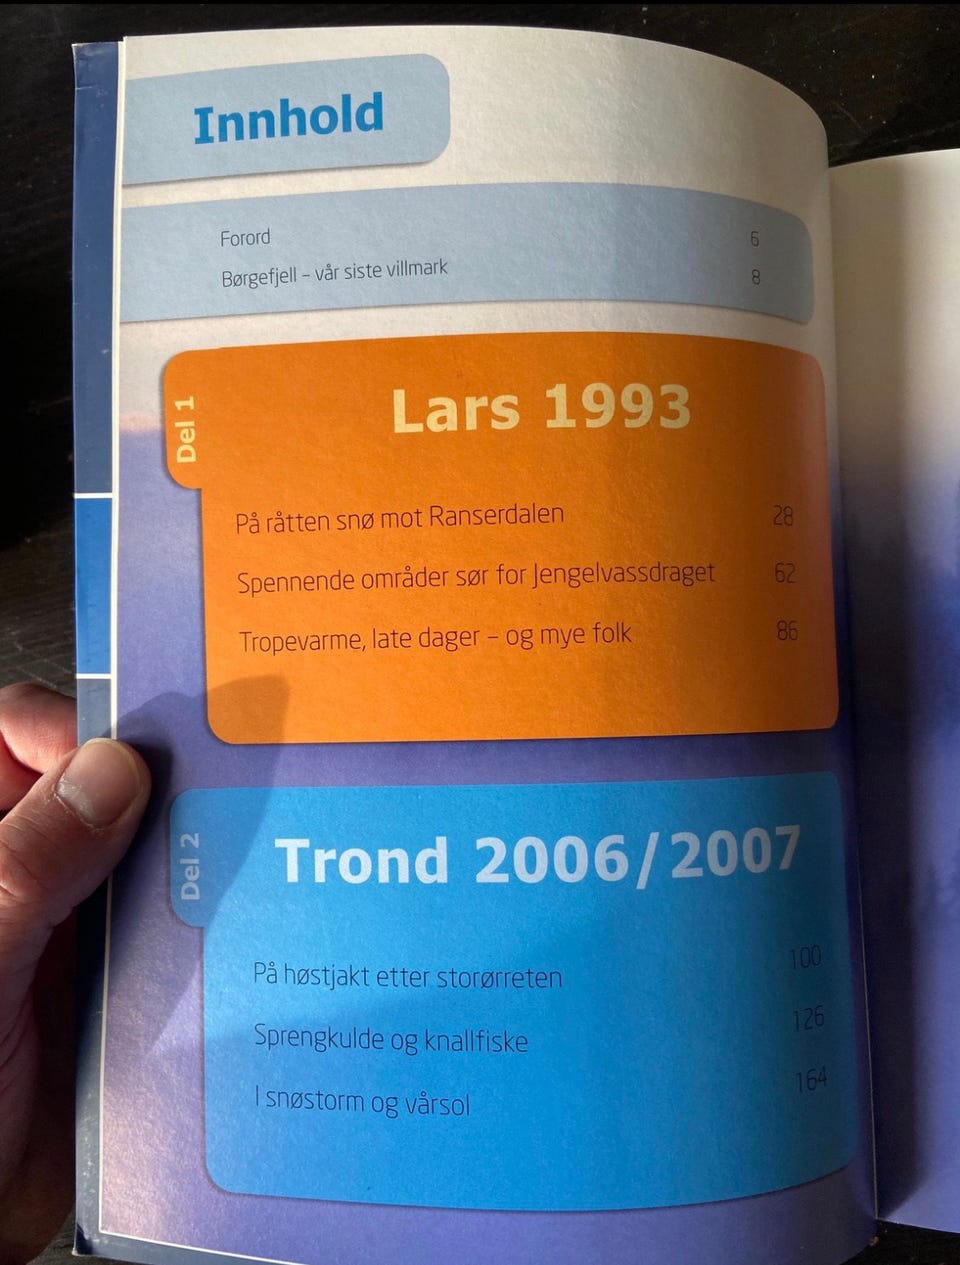 Innhold
Forord 6
Børgefjell – vår siste villmark 8
Del 1
Lars 1993
På råtten snø mot Ranserdalen 28
Spennende områder sør for Jengelvassdraget 62
Tropevarme, late dager – og mye folk 86
Del 2
Trond 2006/2007
På høstjakt etter storørreten 100
Sprengkulde og knallfiske 126
I snøstorm og vårsol 164